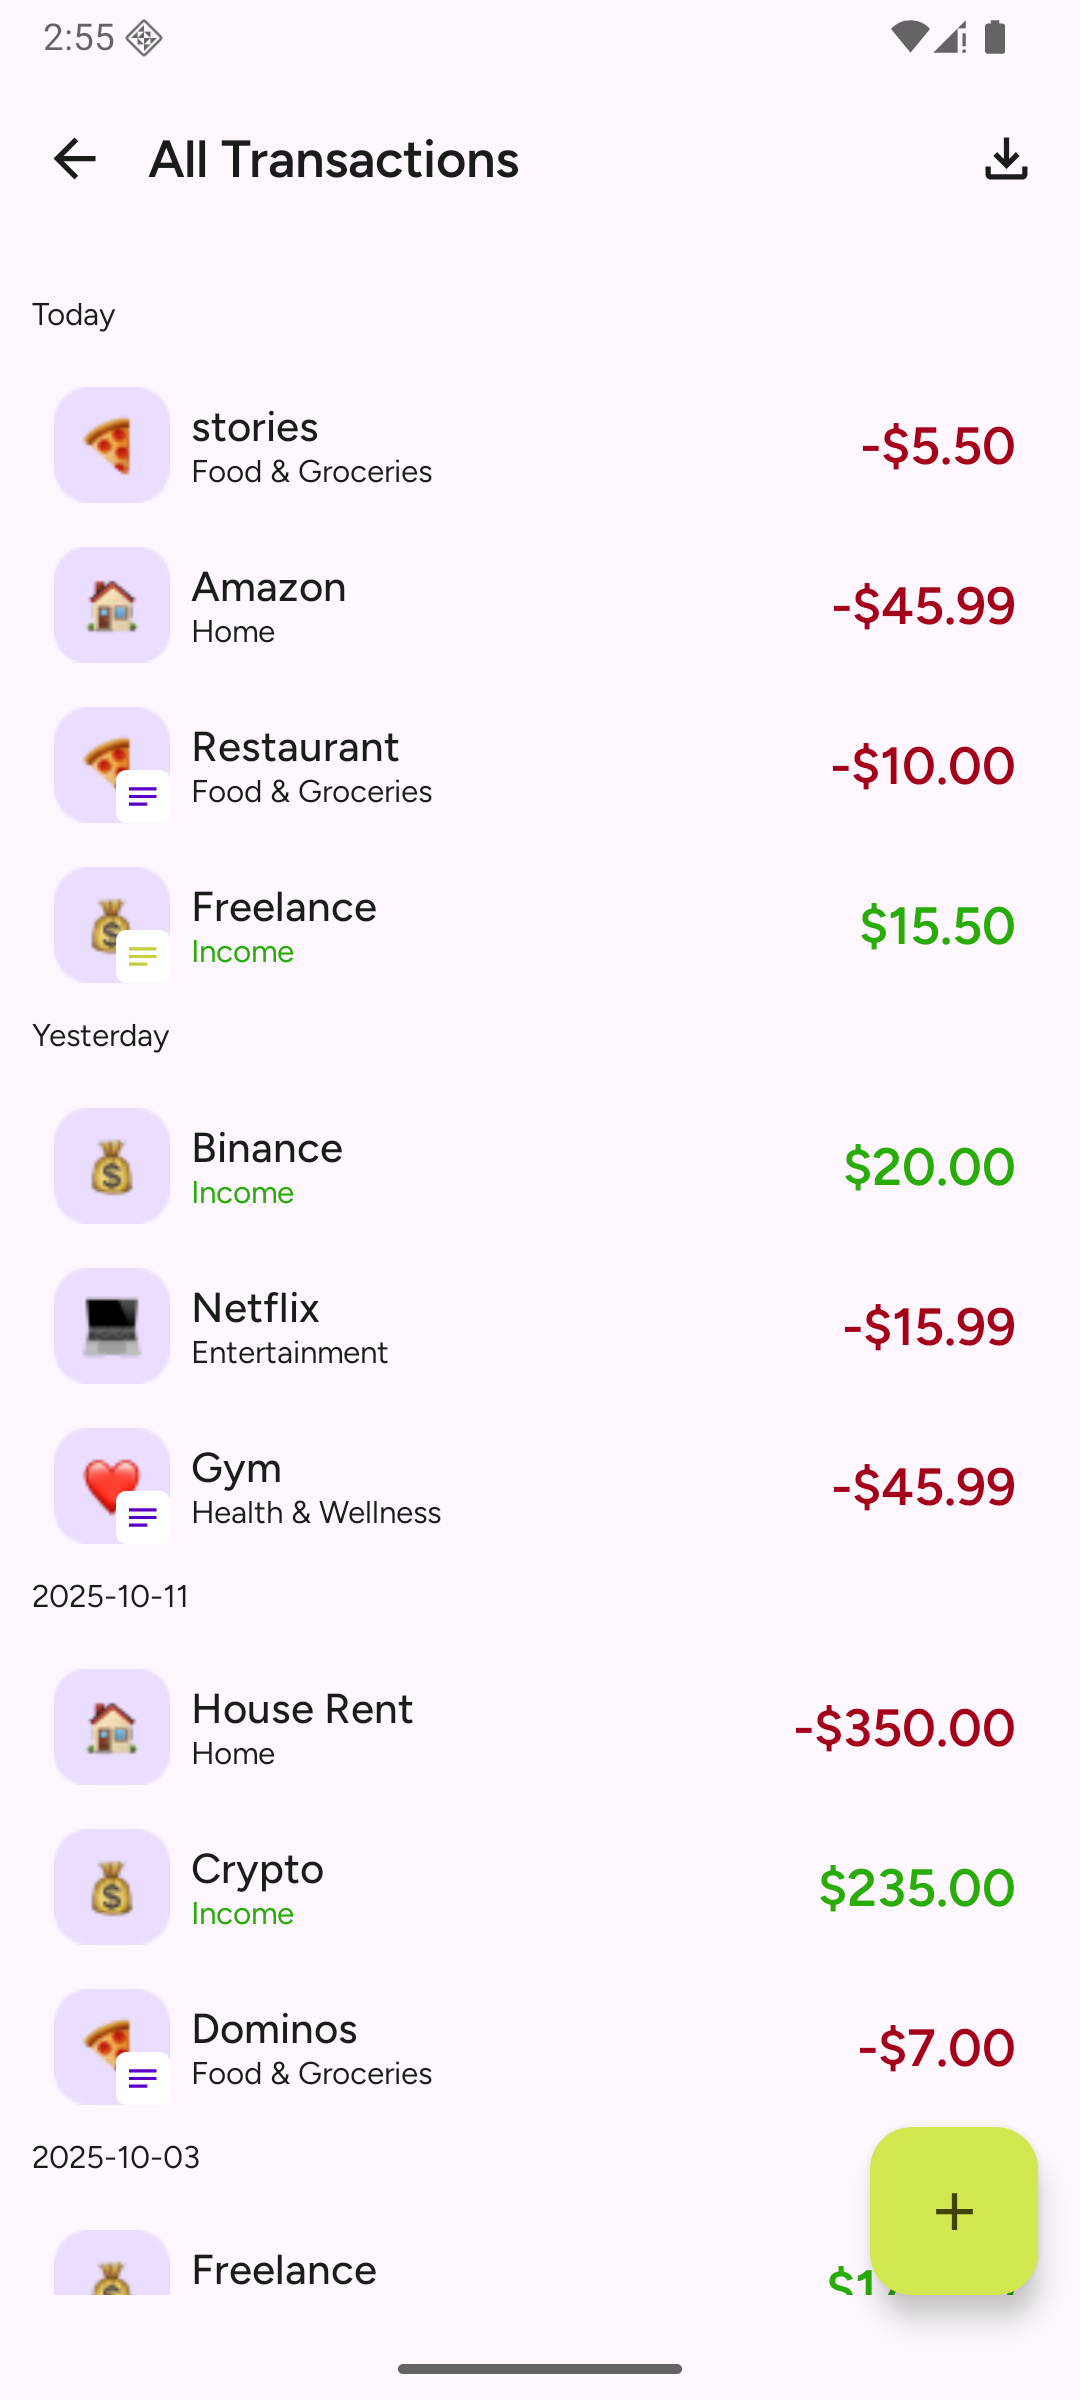 2:55
All Transactions
Today
stories
Food & Groceries
-$5.50
Amazon
Home
-$45.99
Restaurant
Food & Groceries
-$10.00
Freelance
Income
$15.50
Yesterday
Binance
Income
$20.00
Netflix
Entertainment
-$15.99
Gym
Health & Wellness
-$45.99
2025-10-11
House Rent
Home
-$350.00
Crypto
Income
$235.00
Dominos
Food & Groceries
-$7.00
2025-10-03
Freelance